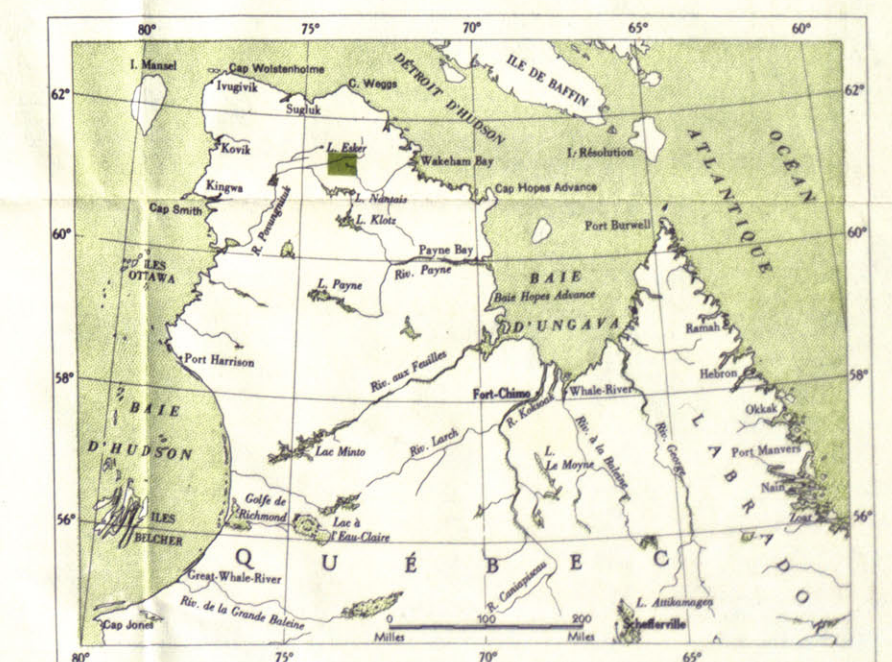 80°
75°
70°
65°
60°
62°
62°
I. Mansel
Cap Wolstenholme
Ivugivik
C. Weggs
Sugluk
DÉTROIT D'HUDSON
ILE DE BAFFIN
OCÉAN
ATLANTIQUE
Kovik
L. Esker
Wakeham Bay
I. Résolution
Kingwa
Cap Smith
L. Nantais
L. Klotz
Cap Hopes Advance
R. Povungnituk
Port Burwell
60°
60°
ILES
OTTAWA
Payne Bay
Riv. Payne
L. Payne
BAIE
Baie Hopes Advance
D'UNGAVA
Ramah
Port Harrison
Riv. aux Feuilles
Hebron
58°
58°
Fort-Chimo
Whale-River
R. Koksoak
Okkak
BAIE
D'HUDSON
Lac Minto
Riv. Larch
L.
Le Moyne
Riv. à la Baleine
Riv. George
LABRADO
Port Manvers
Nain
Zoar
Golfe de
Richmond
Lac à
l'Eau-Claire
56°
56°
ILES
BELCHER
QUÉBEC
Great-Whale-River
Riv. de la Grande Baleine
R. Caniapiscau
L. Attikamagen
Schefferville
Cap Jones
0 100 200
Milles Milles
80°
75°
70°
65°